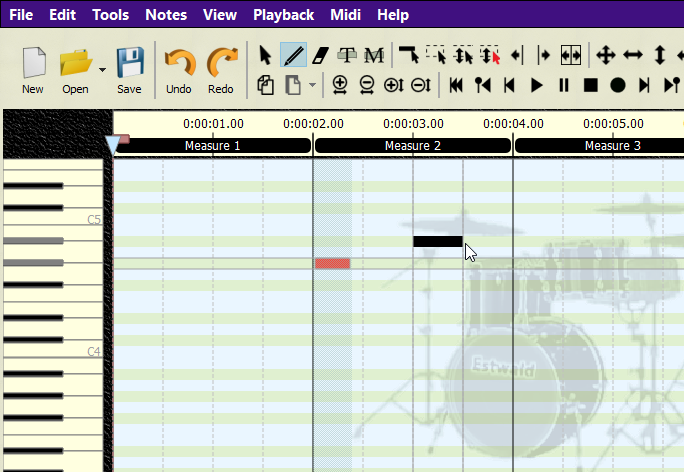 File Edit Tools Notes View Playback Midi Help
T M
New Open Save Undo Redo
0:00:01.00 0:00:02.00 0:00:03.00 0:00:04.00 0:00:05.00
Measure 1 Measure 2 Measure 3
C5
C4
Estwald